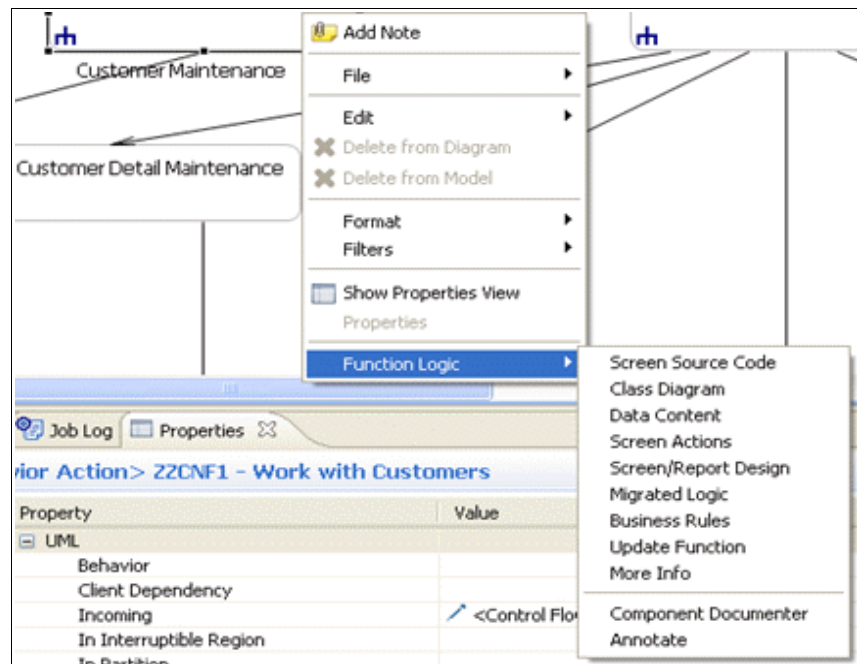 Customer Maintenance
Customer Detail Maintenance
Add Note
File
Edit
Delete from Diagram
Delete from Model
Format
Filters
Show Properties View
Properties
Function Logic
Screen Source Code
Class Diagram
Data Content
Screen Actions
Screen/Report Design
Migrated Logic
Business Rules
Update Function
More Info
Component Documenter
Annotate
Job Log Properties
vior Action> ZZCNF1 - Work with Customers
Property Value
UML
Behavior
Client Dependency
Incoming <Control Flo
In Interruptible Region
In Partition